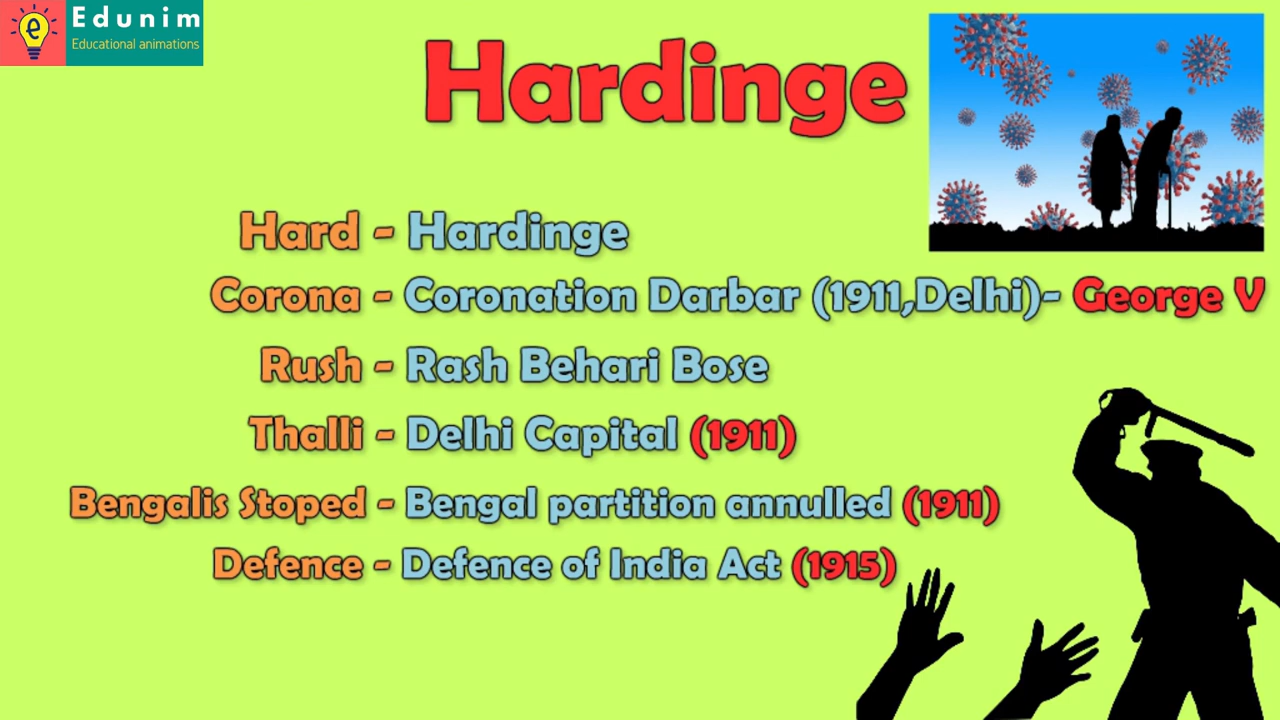 Edunim
Educational animations
Hardinge
Hard - Hardinge
Corona - Coronation Darbar (1911,Delhi)- George V
Rush - Rash Behari Bose
Thalli - Delhi Capital (1911)
Bengalis Stoped - Bengal partition annulled (1911)
Defence - Defence of India Act (1915)